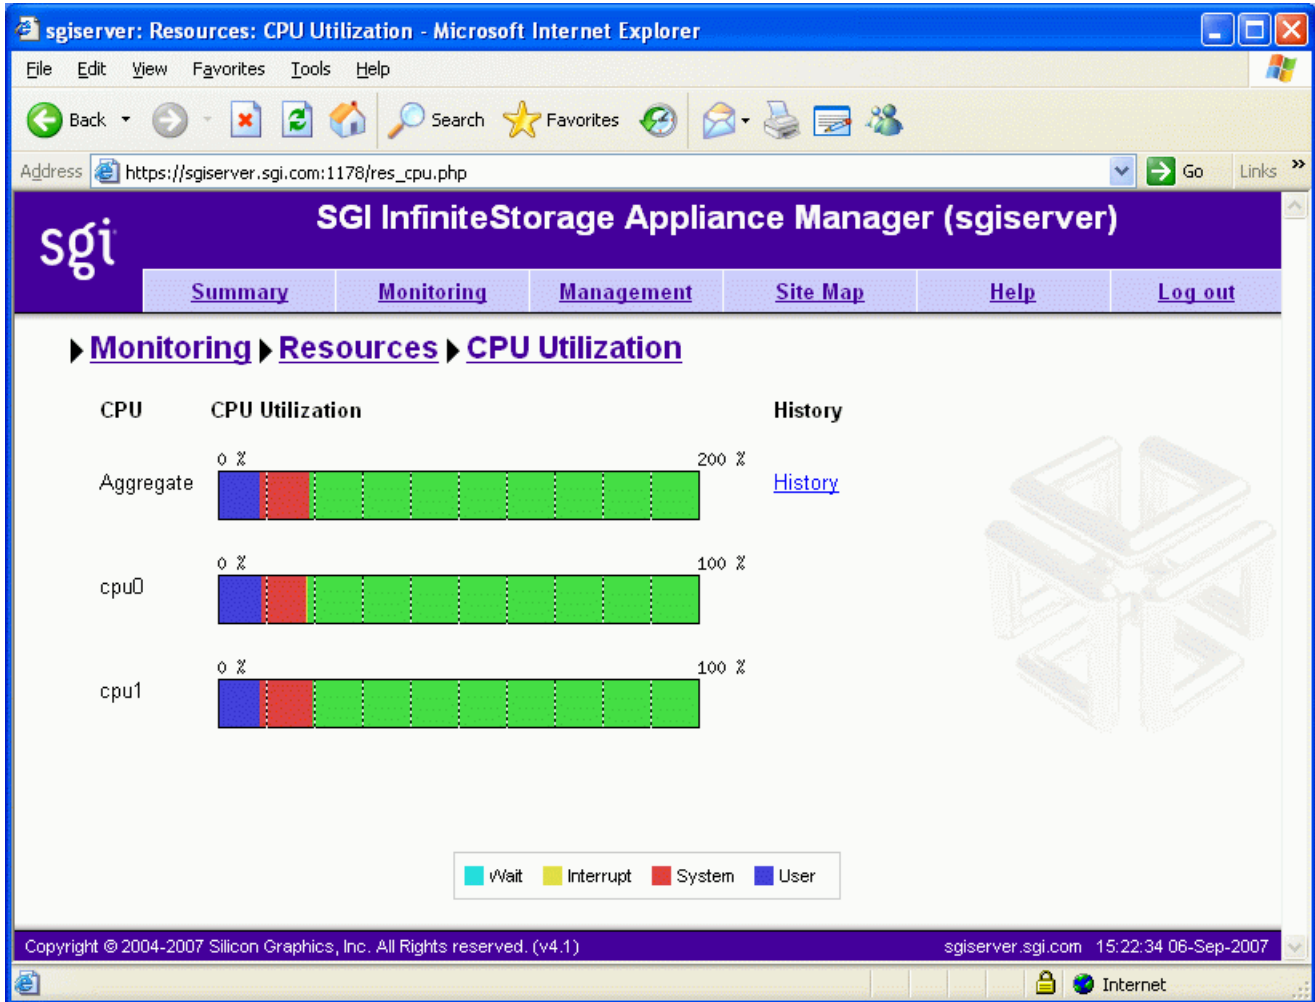 sgiserver: Resources: CPU Utilization - Microsoft Internet Explorer
File Edit View Favorites Tools Help
Back Search Favorites
Address https://sgiserver.sgi.com:1178/res_cpu.php Go Links »
sgi
SGI InfiniteStorage Appliance Manager (sgiserver)
Summary Monitoring Management Site Map Help Log out
Monitoring Resources CPU Utilization
CPU CPU Utilization History
0 % 200 %
Aggregate History
0 % 100 %
cpu0
0 % 100 %
cpu1
Wait Interrupt System User
Copyright © 2004-2007 Silicon Graphics, Inc. All Rights reserved. (v4.1) sgiserver.sgi.com 15:22:34 06-Sep-2007
Internet